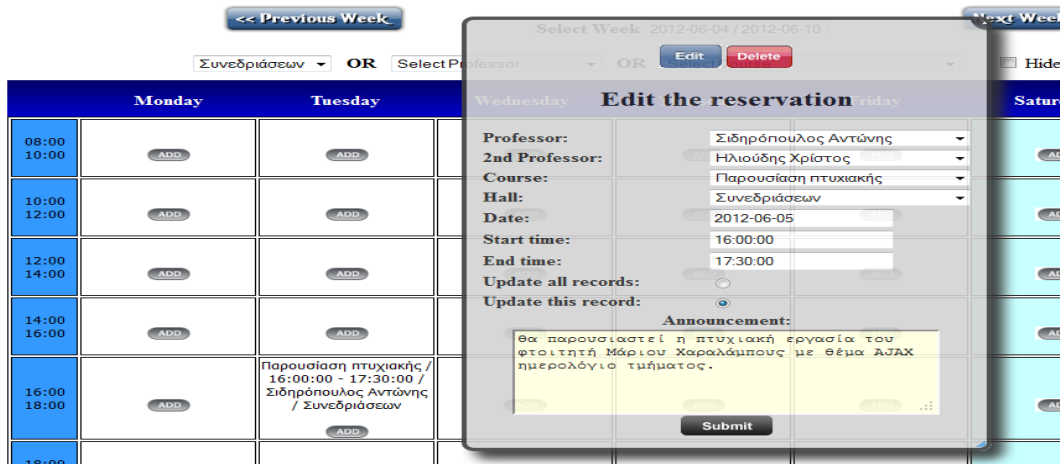 << Previous Week
Select Week 2012-06-04 / 2012-06-10
Next Week
Συνεδριάσεων OR Select Professor OR Select Course Hide
Edit Delete
Monday Tuesday Wednesday Friday
Edit the reservation
08:00
10:00
ADD ADD
10:00
12:00
ADD ADD
12:00
14:00
ADD ADD
14:00
16:00
ADD ADD
16:00
18:00
ADD
Παρουσίαση πτυχιακής /
16:00:00 - 17:30:00 /
Σιδηρόπουλος Αντώνης
/ Συνεδριάσεων
ADD
18:00
Professor: Σιδηρόπουλος Αντώνης
2nd Professor: Ηλιούδης Χρίστος
Course: Παρουσίαση πτυχιακής
Hall: Συνεδριάσεων
Date: 2012-06-05
Start time: 16:00:00
End time: 17:30:00
Update all records:
Update this record:
Announcement:
Θα παρουσιαστεί η πτυχιακή εργασία του
φτοιτητή Μάριου Χαραλάμπους με θέμα AJAX
ημερολόγιο τμήματος.
Submit